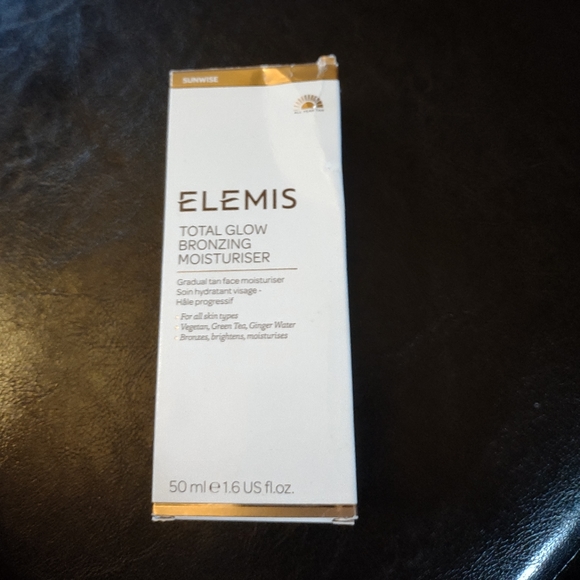 SUNWISE
ELEMIS
TOTAL GLOW
BRONZING
MOISTURISER
Gradual tan face moisturiser
Soin hydratant visage -
Hâle progressif
· For all skin types
· Vegetan, Green Tea, Ginger Water
· Bronzes, brightens, moisturises
50 ml e 1.6 US fl.oz.